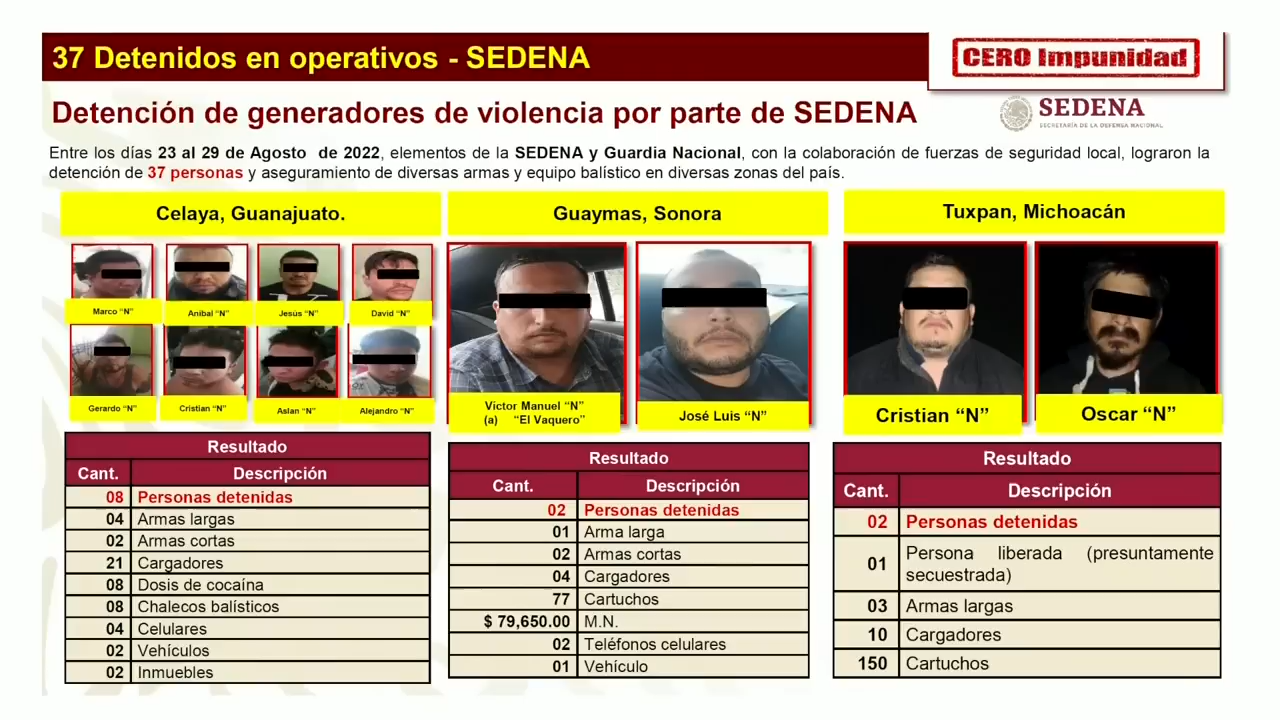 37 Detenidos en operativos - SEDENA
CERO Impunidad
Detención de generadores de violencia por parte de SEDENA
SEDENA
SECRETARÍA DE LA DEFENSA NACIONAL
Entre los días 23 al 29 de Agosto de 2022, elementos de la SEDENA y Guardia Nacional, con la colaboración de fuerzas de seguridad local, lograron la
detención de 37 personas y aseguramiento de diversas armas y equipo balístico en diversas zonas del país.
Celaya, Guanajuato.
Marco “N”
Anibal “N”
Jesús “N”
David “N”
Gerardo “N”
Cristian “N”
Aslan “N”
Alejandro “N”
Resultado
Cant. Descripción
08 Personas detenidas
04 Armas largas
02 Armas cortas
21 Cargadores
08 Dosis de cocaína
08 Chalecos balísticos
04 Celulares
02 Vehículos
02 Inmuebles
Guaymas, Sonora
Víctor Manuel “N”
(a) “El Vaquero”
José Luis “N”
Resultado
Cant. Descripción
02 Personas detenidas
01 Arma larga
02 Armas cortas
04 Cargadores
77 Cartuchos
$ 79,650.00 M.N.
02 Teléfonos celulares
01 Vehículo
Tuxpan, Michoacán
Cristian “N”
Oscar “N”
Resultado
Cant. Descripción
02 Personas detenidas
01 Persona liberada (presuntamente
secuestrada)
03 Armas largas
10 Cargadores
150 Cartuchos